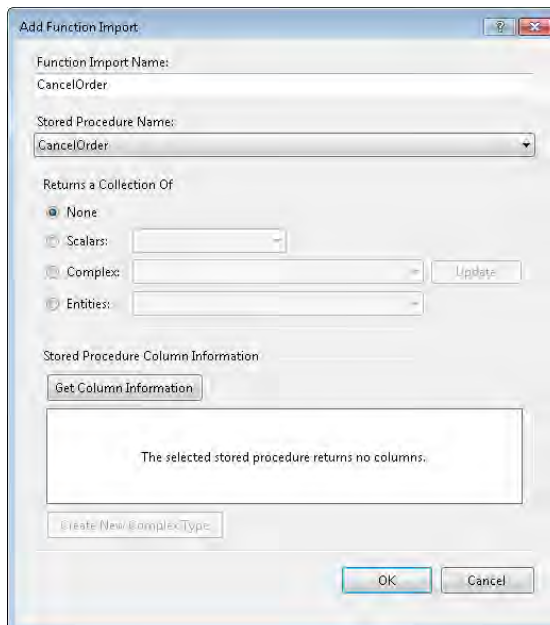 Add Function Import
?
Function Import Name:
CancelOrder
Stored Procedure Name:
CancelOrder
Returns a Collection Of
None
Scalars:
Complex:
Update
Entities:
Stored Procedure Column Information
Get Column Information
The selected stored procedure returns no columns.
Create New Complex Type
OK
Cancel